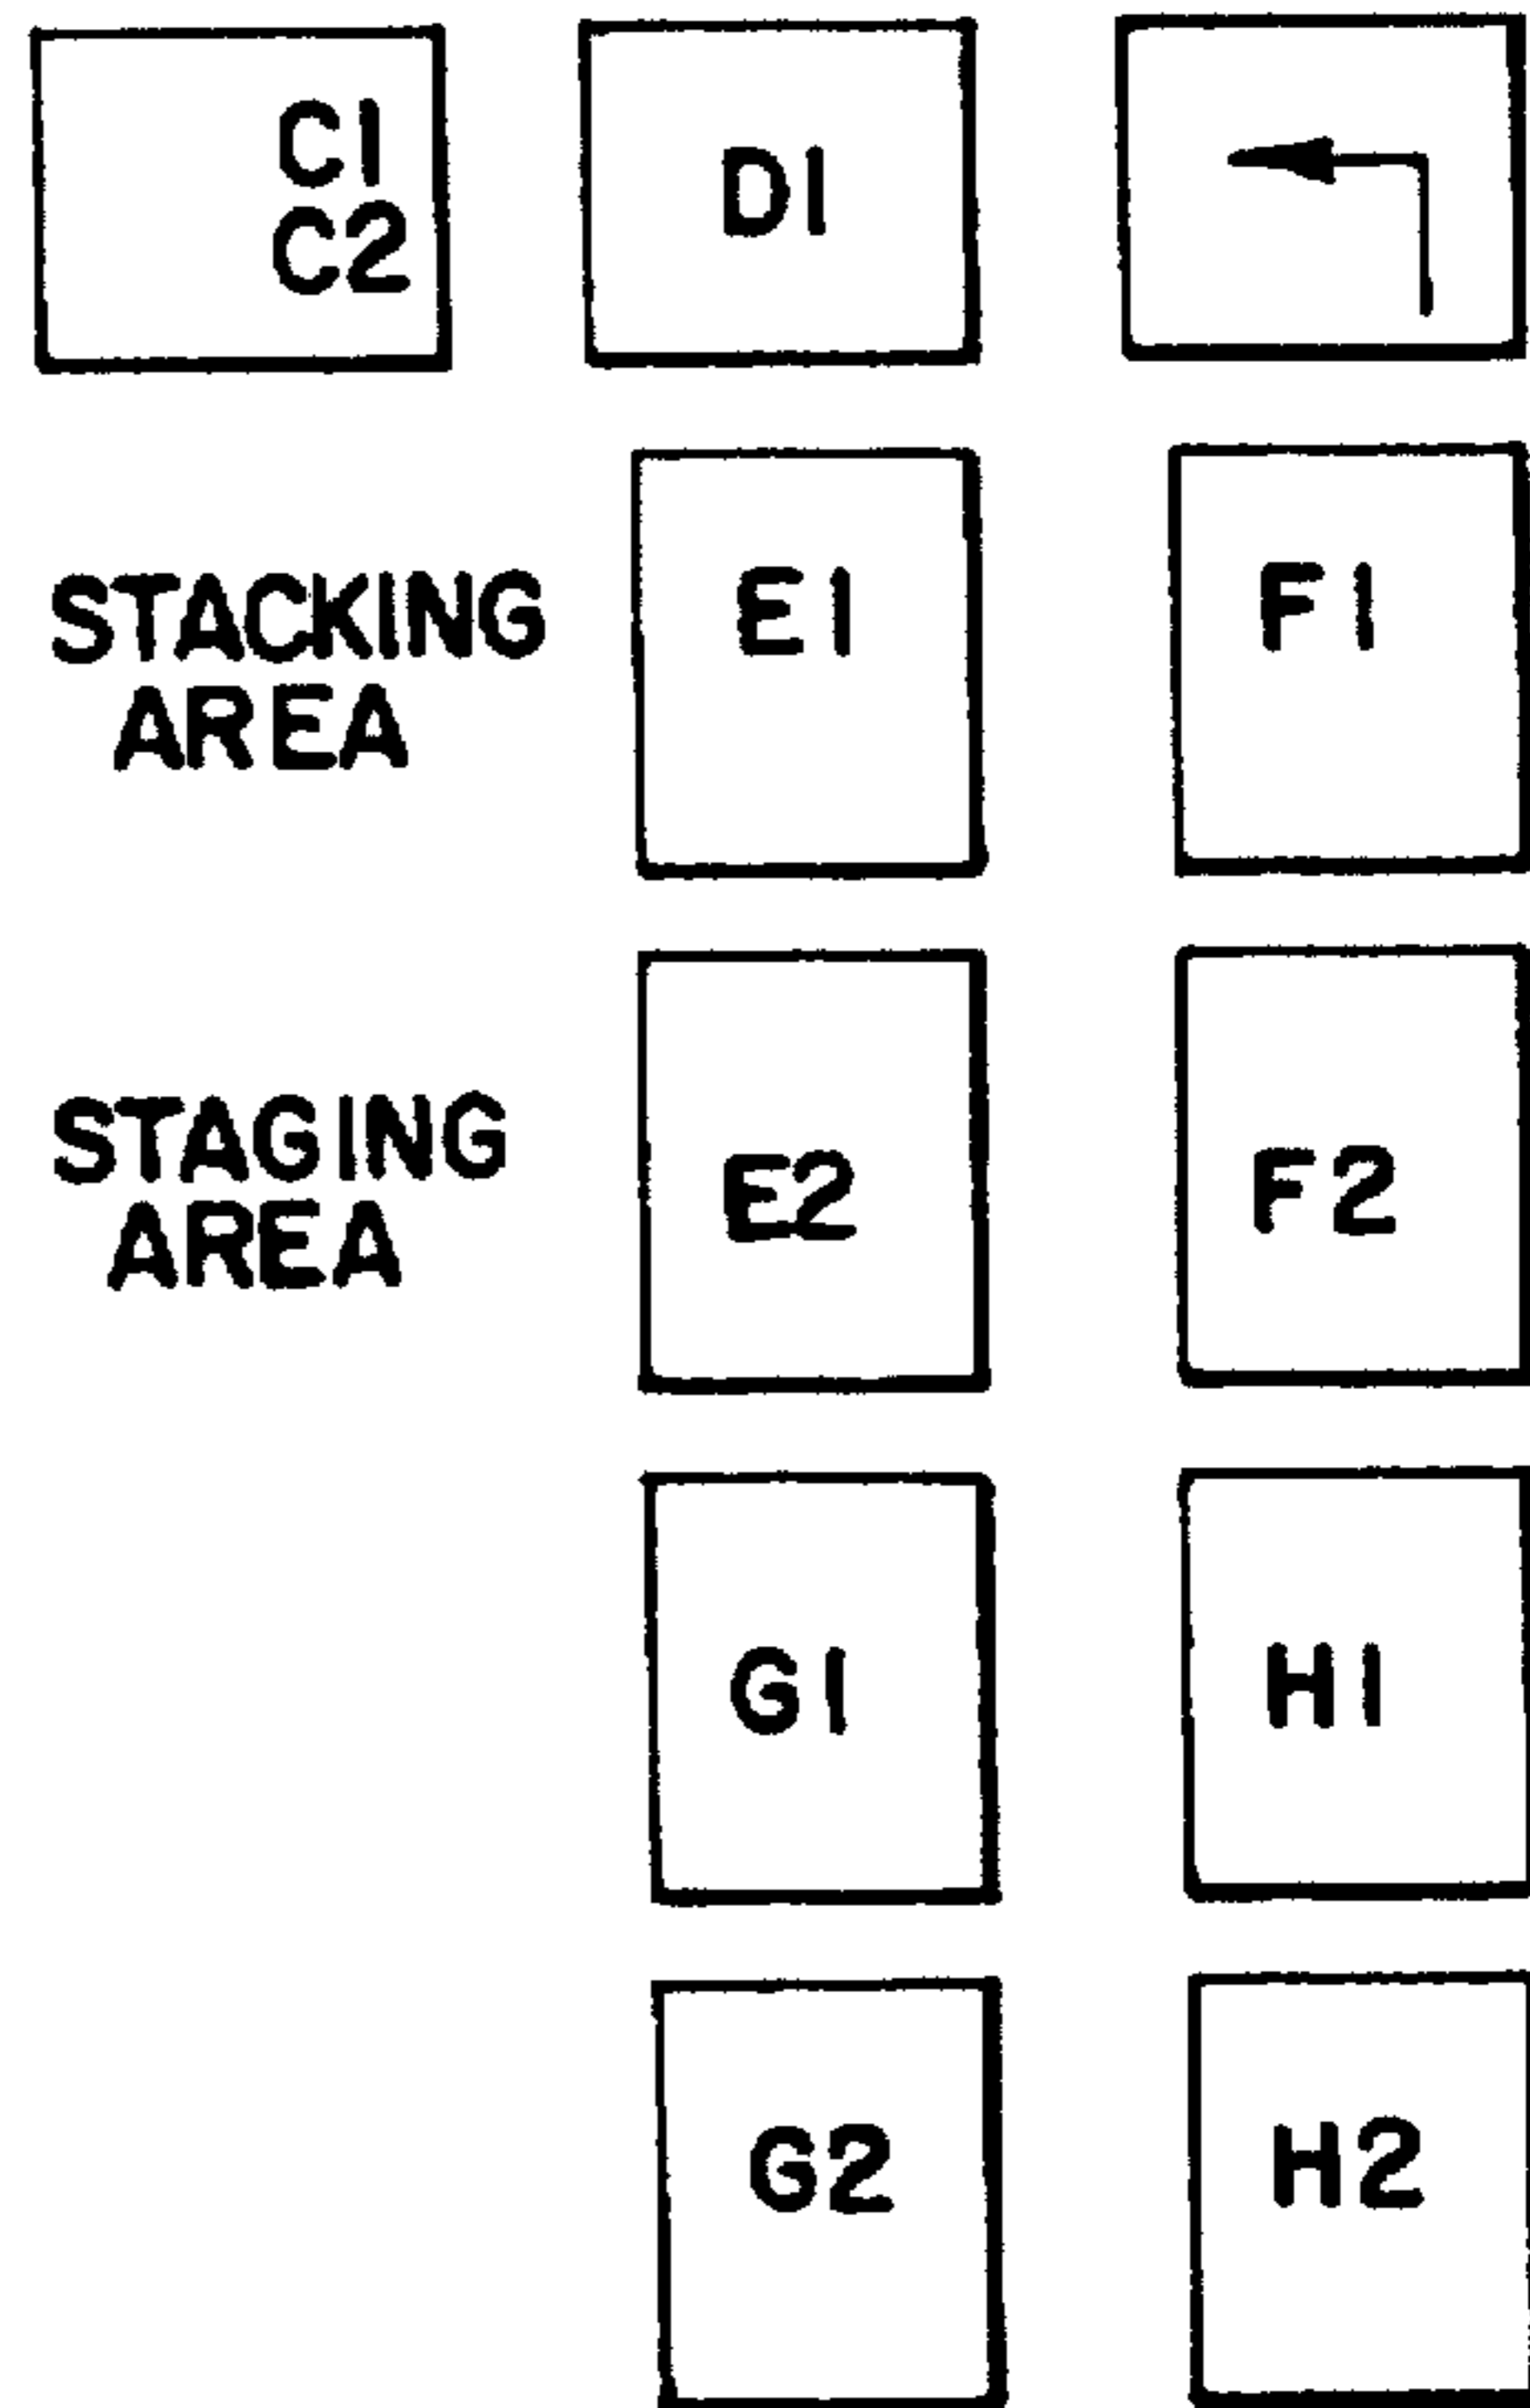 C1
C2
D1
STACKING
AREA
E1
F1
STAGING
AREA
E2
F2
G1
H1
G2
H2